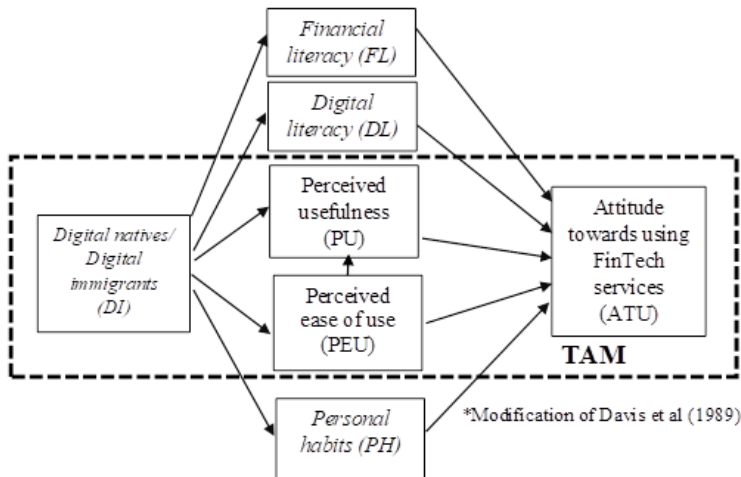 Financial
literacy (FL)
Digital
literacy (DL)
Perceived
usefulness
(PU)
Digital natives/
Digital
immigrants
(DI)
Perceived
ease of use
(PEU)
Attitude
towards using
FinTech
services
(ATU)
TAM
Personal
habits (PH)
*Modification of Davis et al (1989)